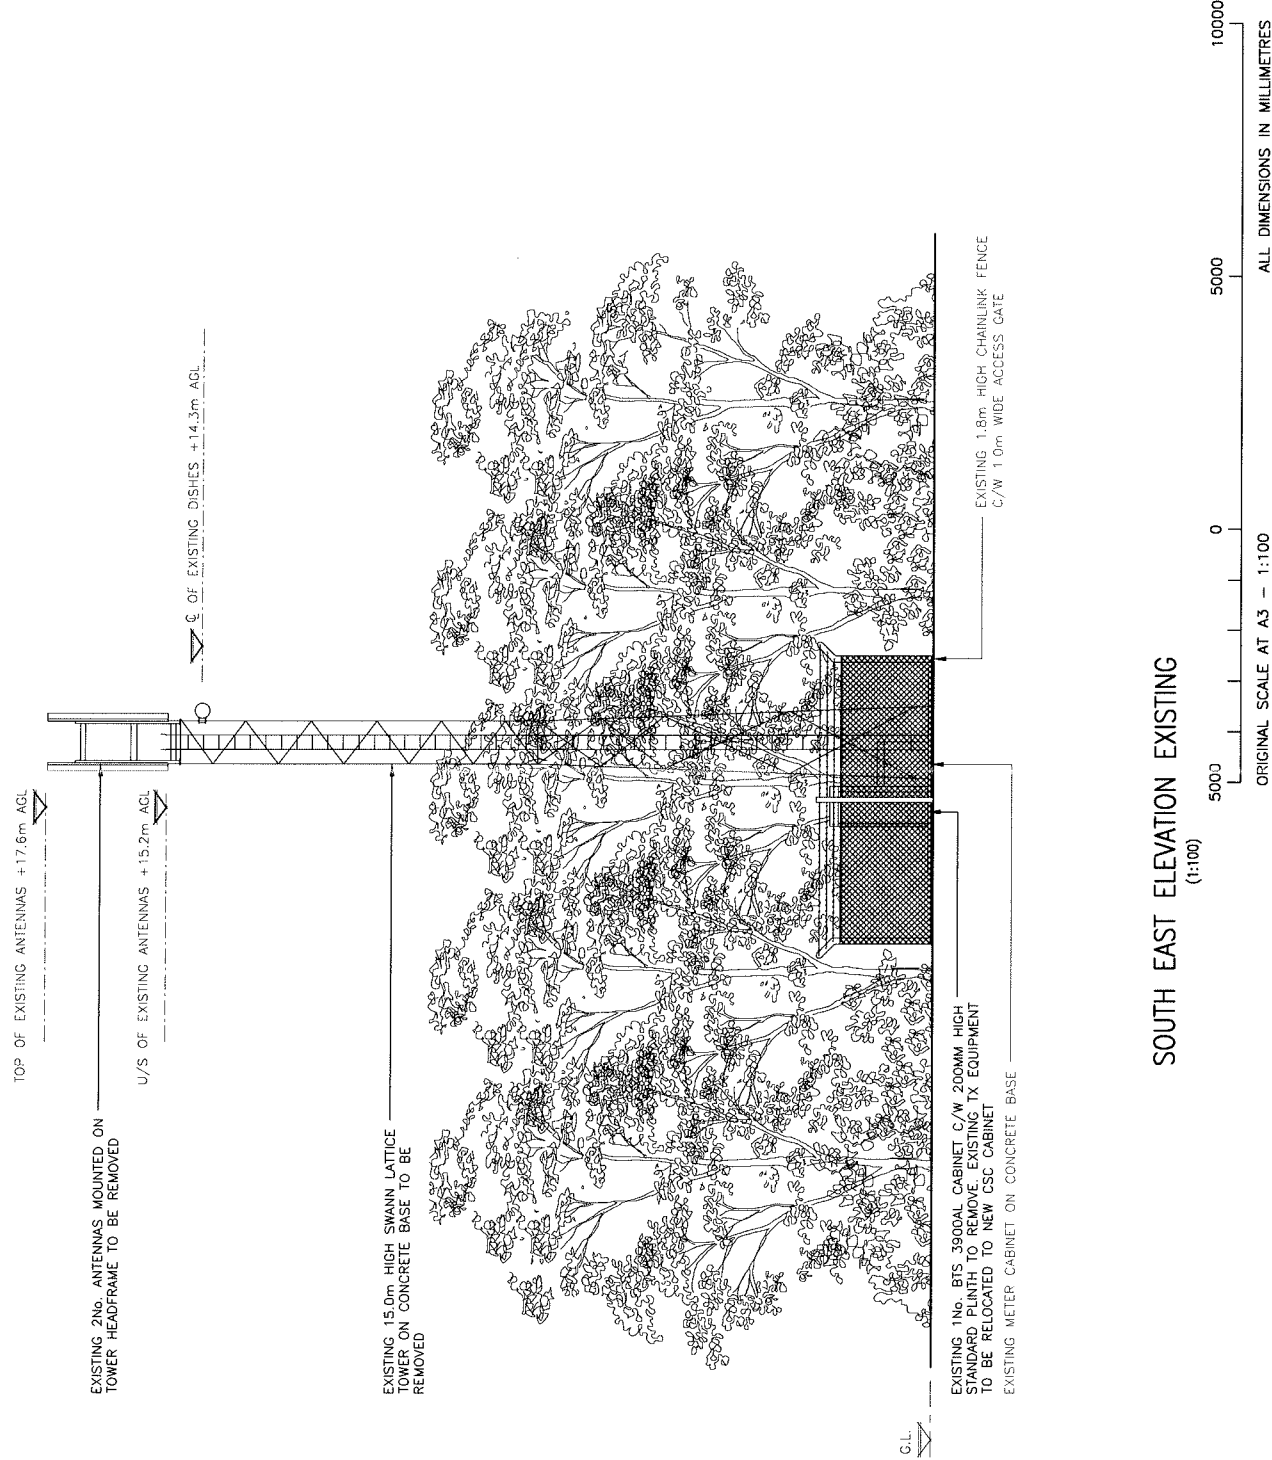 TOP OF EXISTING ANTENNAS +17.6m AGL
EXISTING 2No. ANTENNAS MOUNTED ON
TOWER HEADFRAME TO BE REMOVED
U/S OF EXISTING ANTENNAS +15.2m AGL
℄ OF EXISTING DISHES +14.3m AGL
EXISTING 15.0m HIGH SWANN LATTICE
TOWER ON CONCRETE BASE TO BE
REMOVED
G.L.
EXISTING 1No. BTS 3900AL CABINET C/W 200MM HIGH
STANDARD PLINTH TO REMOVE. EXISTING TX EQUIPMENT
TO BE RELOCATED TO NEW CSC CABINET
EXISTING METER CABINET ON CONCRETE BASE
EXISTING 1.8m HIGH CHAINLINK FENCE
C/W 1 0m WIDE ACCESS GATE
SOUTH EAST ELEVATION EXISTING
(1:100)
5000 0 5000 10000
ORIGINAL SCALE AT A3 – 1:100
ALL DIMENSIONS IN MILLIMETRES